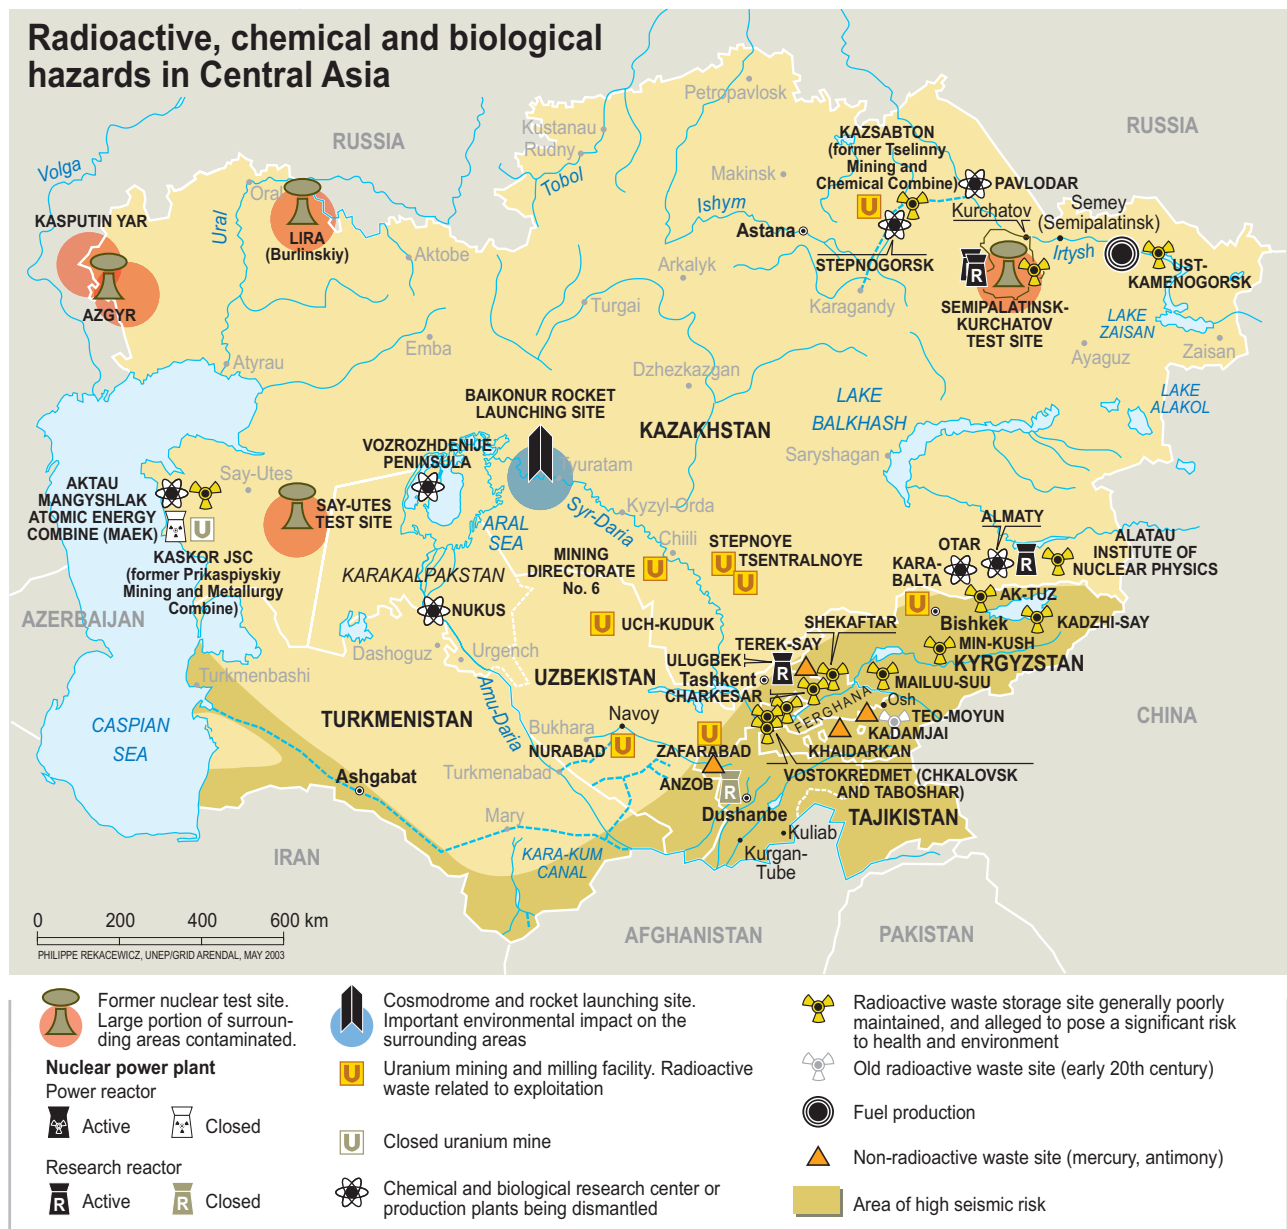 Radioactive, chemical and biological
hazards in Central Asia
RUSSIA
RUSSIA
Volga
Petropavlosk
Kustanau
Rudny
Tobol
Oral
Ural
KASPUTIN YAR
LIRA
(Burlinskiy)
Aktobe
AZGYR
Makinsk
Ishym
Astana
Arkalyk
KAZSABTON
(former Tselinny
Mining and
Chemical Combine)
PAVLODAR
Kurchatov
Semey
(Semipalatinsk)
Irtysh
STEPNOGORSK
Karagandy
UST-
KAMENOGORSK
SEMIPALATINSK-
KURCHATOV
TEST SITE
LAKE
ZAISAN
Ayaguz
Zaisan
Turgai
Emba
Atyrau
Dzhezkazgan
BAIKONUR ROCKET
LAUNCHING SITE
KAZAKHSTAN
LAKE
BALKHASH
LAKE
ALAKOL
Saryshagan
VOZROZHDENIJE
PENINSULA
Tyuratam
Say-Utes
AKTAU
MANGYSHLAK
ATOMIC ENERGY
COMBINE (MAEK)
SAY-UTES
TEST SITE
Kyzyl-Orda
Syr-Daria
ARAL
SEA
Chiili
STEPNOYE
TSENTRALNOYE
ALMATY
OTAR
KARA-
BALTA
ALATAU
INSTITUTE OF
NUCLEAR PHYSICS
KASKOR JSC
(former Prikaspiyskiy
Mining and Metallurgy
Combine)
MINING
DIRECTORATE
No. 6
KARAKALPAKSTAN
NUKUS
AZERBAIJAN
UCH-KUDUK
AK-TUZ
Bishkek
KADZHI-SAY
SHEKAFTAR
TEREK-SAY
MIN-KUSH
KYRGYZSTAN
Dashoguz
Urgench
ULUGBEK
Tashkent
CHARKESAR
MAILUU-SUU
Turkmenbashi
UZBEKISTAN
Osh
FERGHANA
TEO-MOYUN
KADAMJAI
KHAIDARKAN
CHINA
TURKMENISTAN
Amu-Daria
CASPIAN
SEA
Bukhara
Navoy
NURABAD
ZAFARABAD
Turkmenabad
ANZOB
VOSTOKREDMET (CHKALOVSK
AND TABOSHAR)
Ashgabat
Dushanbe
TAJIKISTAN
Mary
Kuliab
Kurgan-
Tube
KARA-KUM
CANAL
IRAN
AFGHANISTAN
PAKISTAN
0 200 400 600 km
PHILIPPE REKACEWICZ, UNEP/GRID ARENDAL, MAY 2003
U
U
U
U
U
U
U
U
U
R
R
R
R
Former nuclear test site.
Large portion of surroun-
ding areas contaminated.
Nuclear power plant
Power reactor
Active
Closed
Research reactor
R Active
R Closed
Cosmodrome and rocket launching site.
Important environmental impact on the
surrounding areas
U Uranium mining and milling facility. Radioactive
waste related to exploitation
U Closed uranium mine
Chemical and biological research center or
production plants being dismantled
Radioactive waste storage site generally poorly
maintained, and alleged to pose a significant risk
to health and environment
Old radioactive waste site (early 20th century)
Fuel production
Non-radioactive waste site (mercury, antimony)
Area of high seismic risk